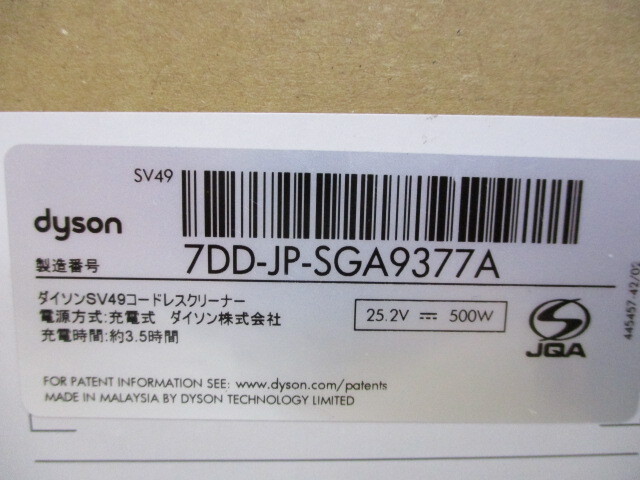 SV49
dyson
製造番号
7DD-JP-SGA9377A
ダイソンSV49コードレスクリーナー
電源方式:充電式 ダイソン株式会社
充電時間:約3.5時間
25.2V ⎓ 500W
JQA
FOR PATENT INFORMATION SEE: www.dyson.com/patents
MADE IN MALAYSIA BY DYSON TECHNOLOGY LIMITED